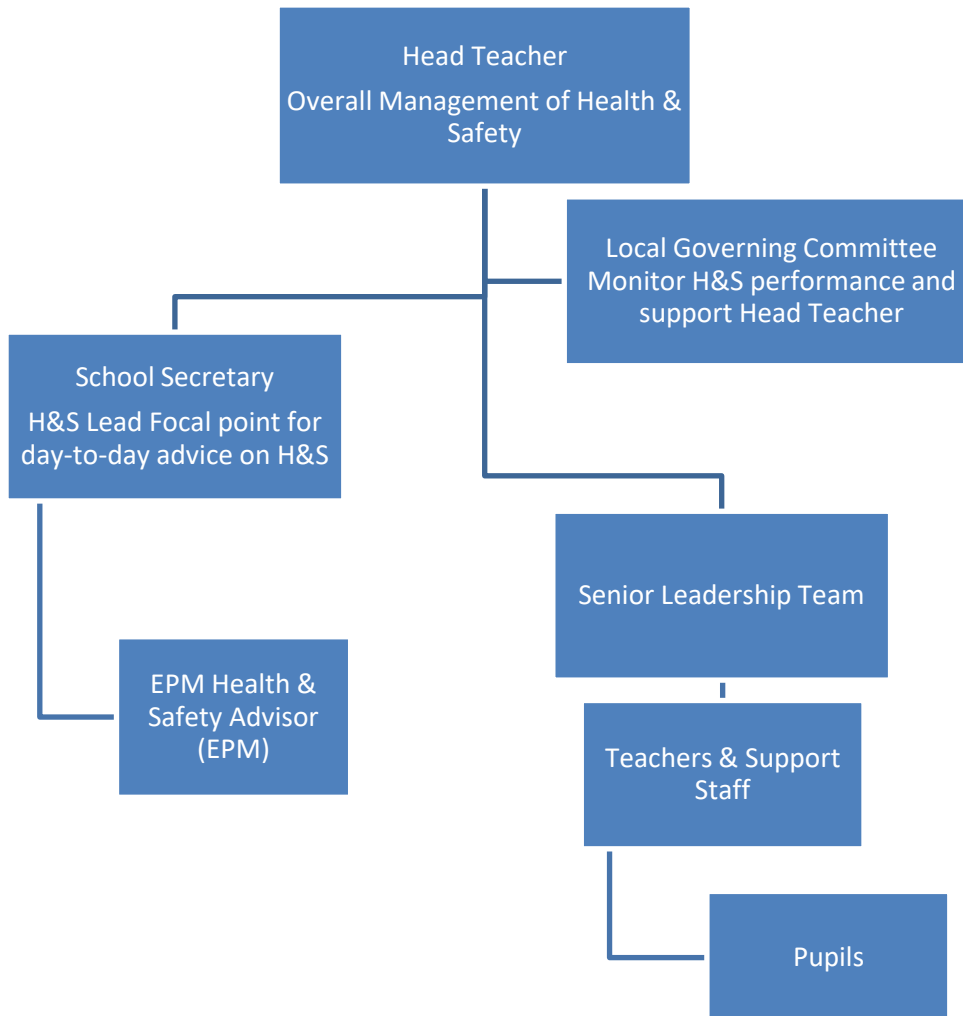 Head Teacher
Overall Management of Health &
Safety
Local Governing Committee
Monitor H&S performance and
support Head Teacher
School Secretary
H&S Lead Focal point for
day-to-day advice on H&S
Senior Leadership Team
EPM Health &
Safety Advisor
(EPM)
Teachers & Support
Staff
Pupils